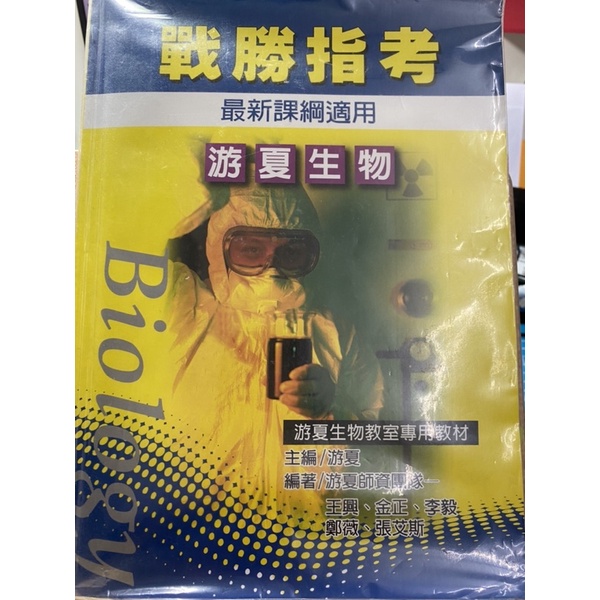 戰勝指考
最新課綱適用
游夏生物
Biology
游夏生物教室專用教材
主編/游夏、
編著/游夏師資團隊—
王興、金正、李毅
鄭薇、張艾斯